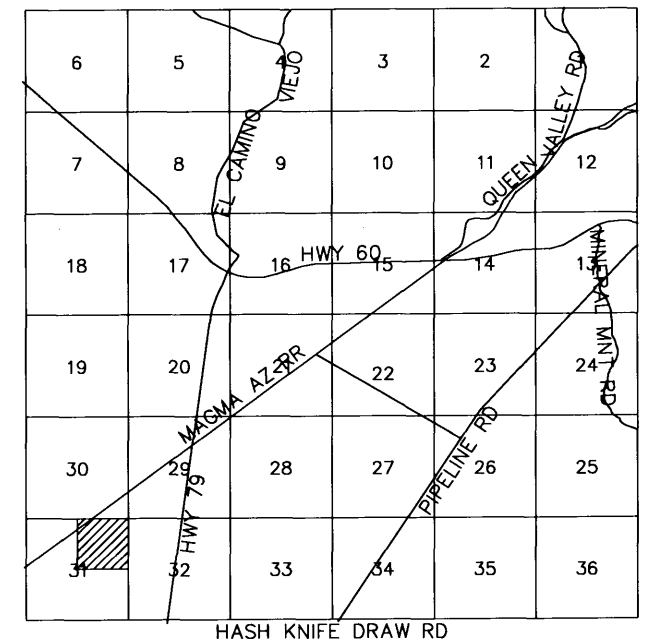 6 5 4 3 2
7 8 9 10 11 12
18 17 16 15 14 13
19 20 22 23 24
30 29 28 27 26 25
31 32 33 34 35 36
EL CAMINO VIEJO
QUEEN VALLEY RD
HWY 60
MINERAL MNT RD
MAGMA AZ RR
PIPELINE RD
HWY 79
HASH KNIFE DRAW RD